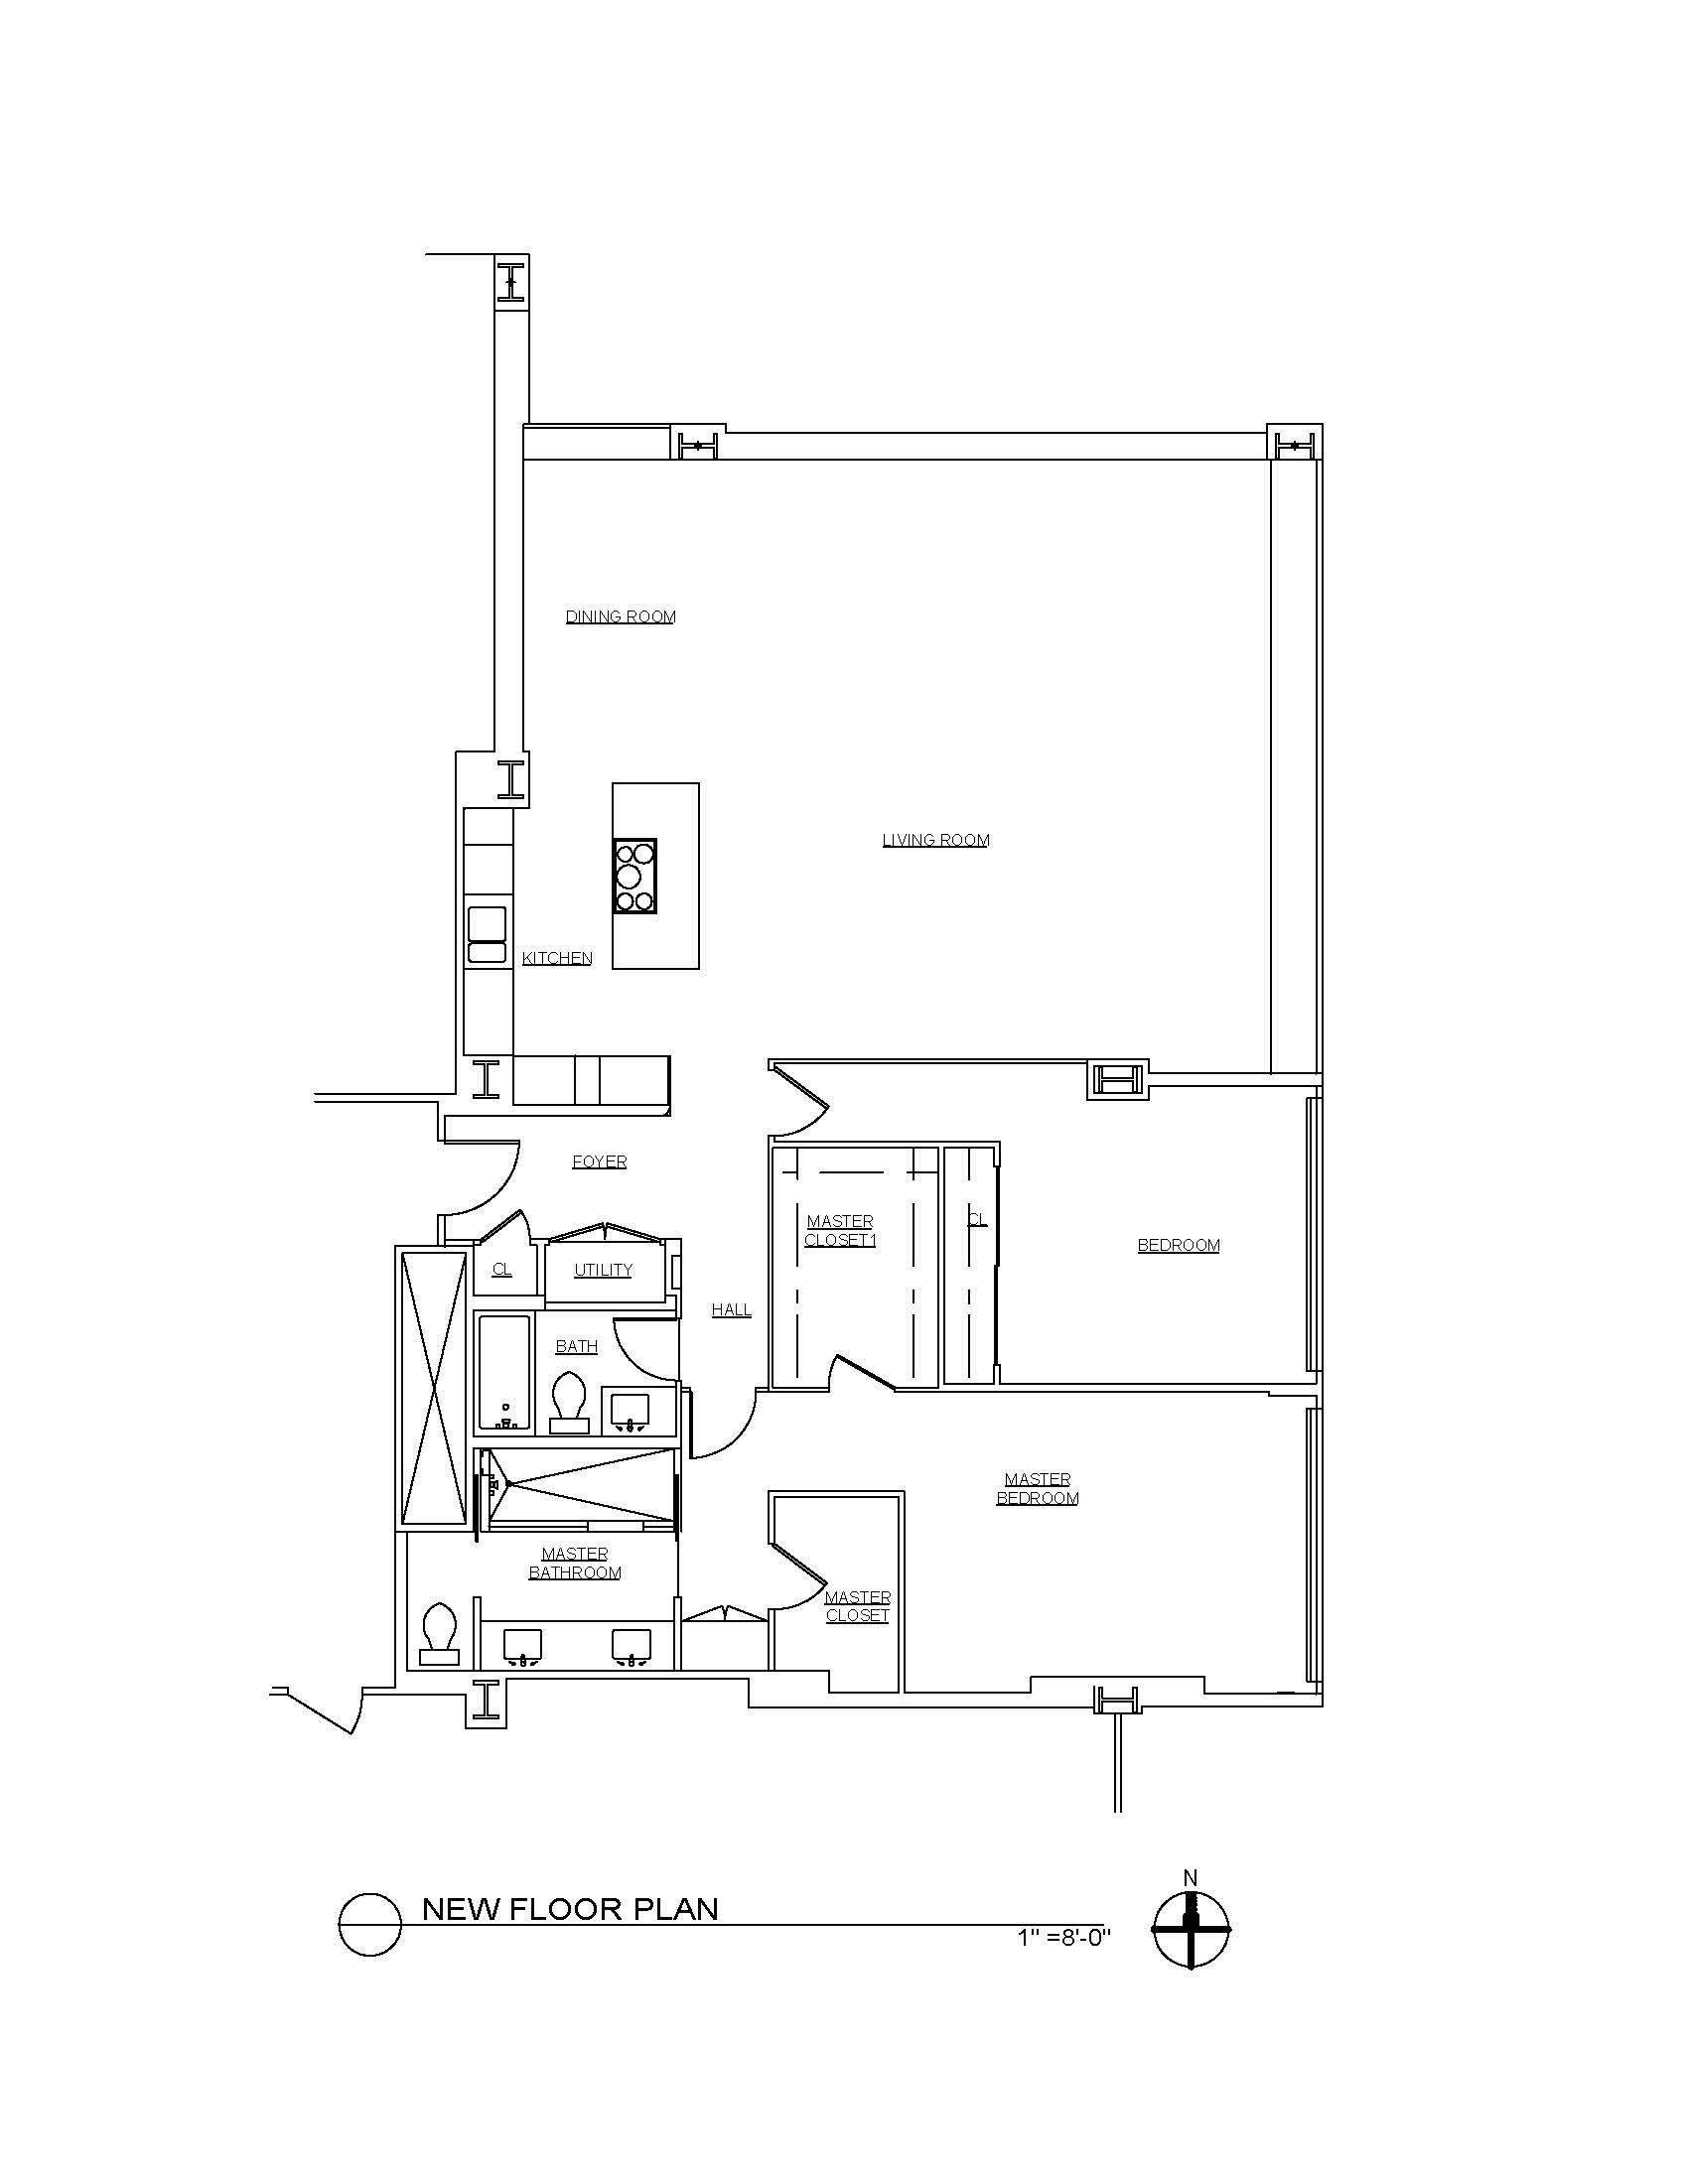 DINING ROOM
LIVING ROOM
KITCHEN
FOYER
MASTER
CLOSET1
CL
BEDROOM
CL
UTILITY
HALL
BATH
MASTER
BEDROOM
MASTER
BATHROOM
MASTER
CLOSET
N
NEW FLOOR PLAN
1" =8'-0"